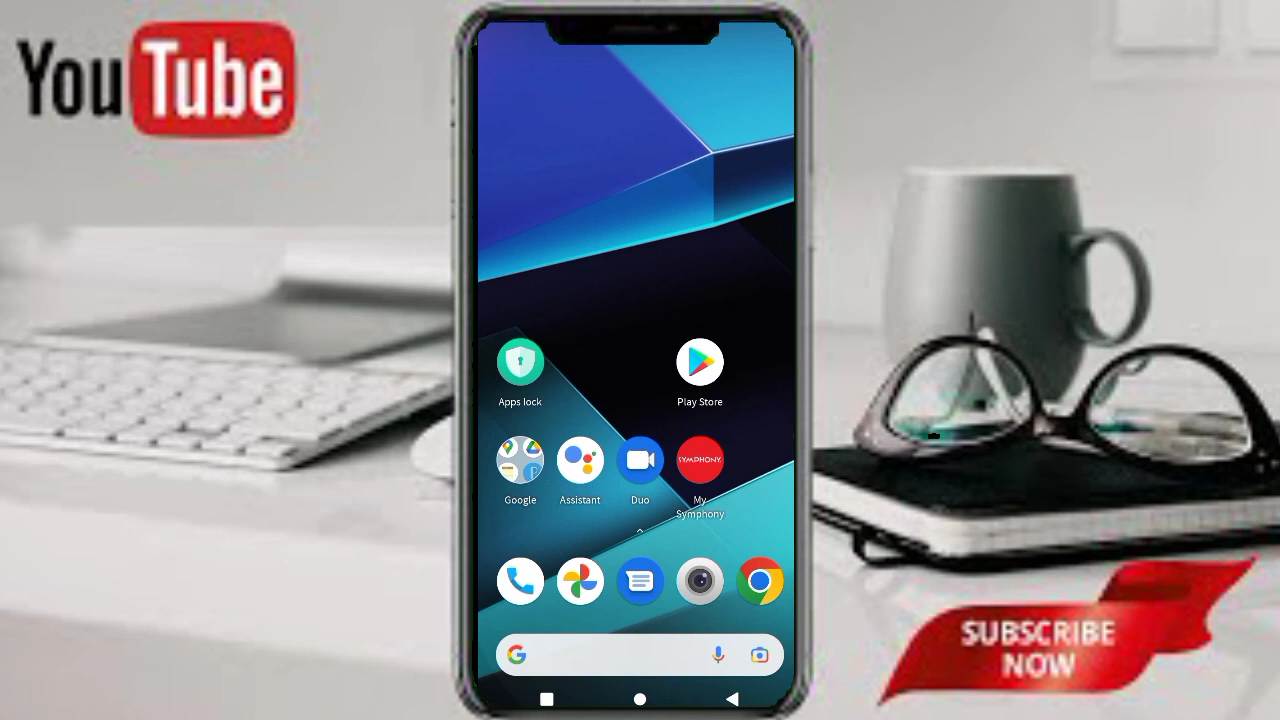 YouTube
Apps lock
Play Store
SYMPHONY
Google
Assistant
Duo
My
Symphony
SUBSCRIBE
NOW